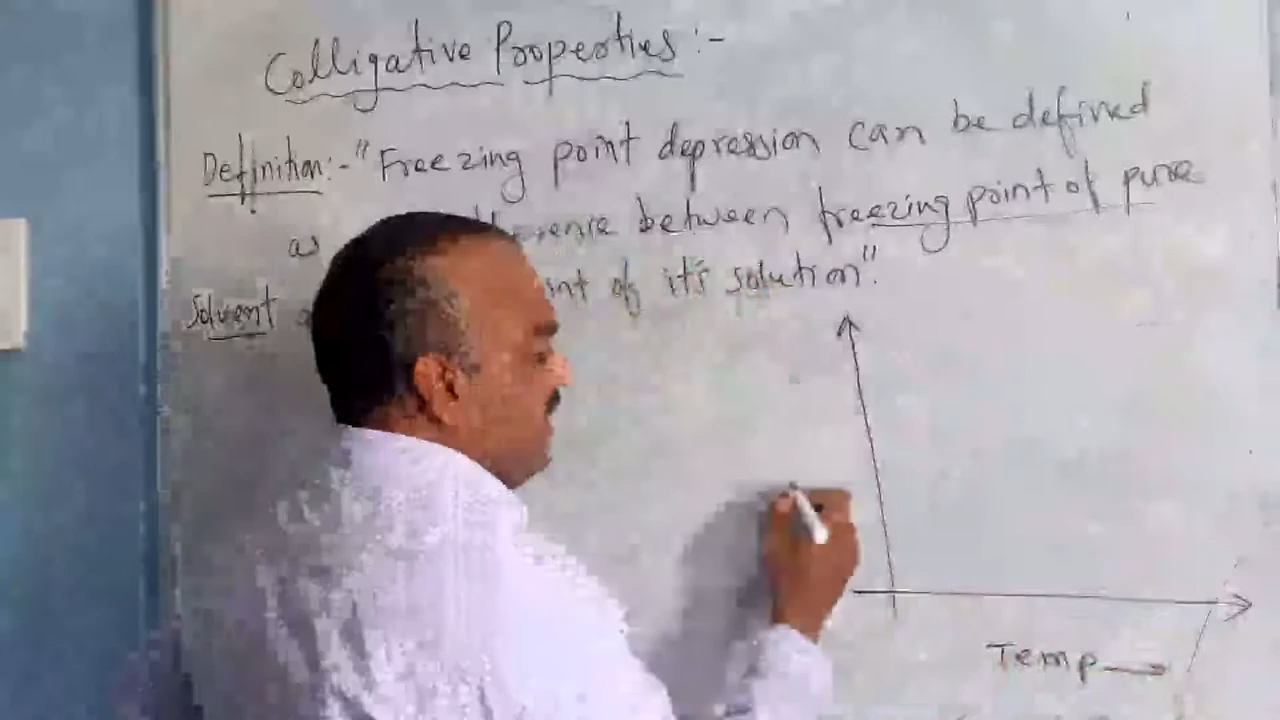 Colligative Properties :-
Definition:- "Freezing point depression can be defined
as between freezing point of pure
Solvent of it's solution".
Temp